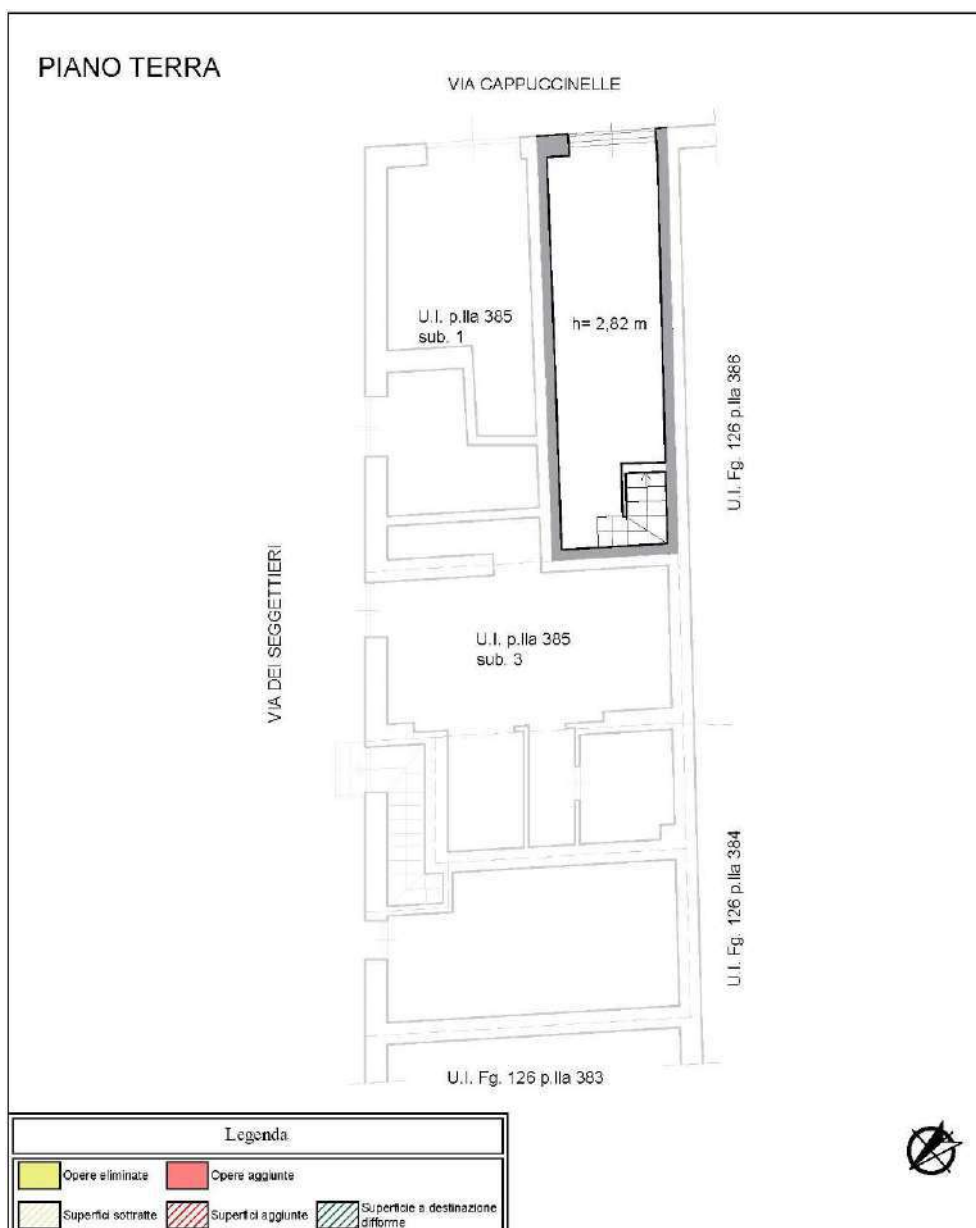 PIANO TERRA
VIA CAPPUCCINELLE
U.I. p.lla 385
sub. 1
h= 2,82 m
U.I. Fg. 126 p.lla 386
VIA DEI SEGGETTIERI
U.I. p.lla 385
sub. 3
U.I. Fg. 126 p.lla 384
U.I. Fg. 126 p.lla 383
Legenda
Opere eliminate
Opere aggiunte
Superfici sottratte
Superfici aggiunte
Superficie a destinazione
difforme